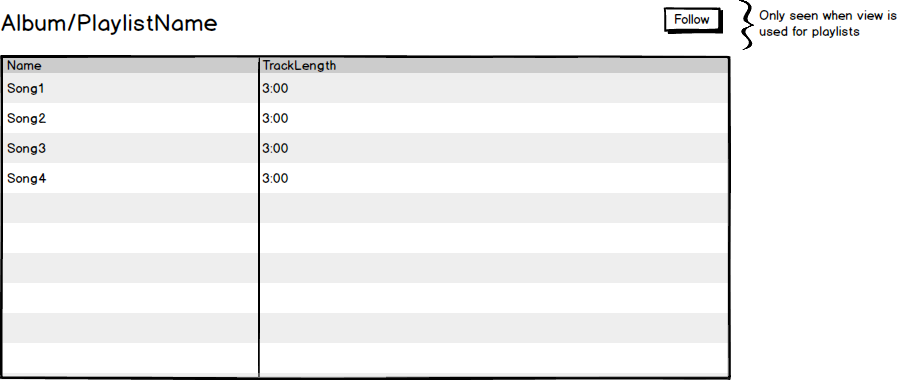 Album/PlaylistName
Follow
Only seen when view is
used for playlists
Name TrackLength
Song1 3:00
Song2 3:00
Song3 3:00
Song4 3:00